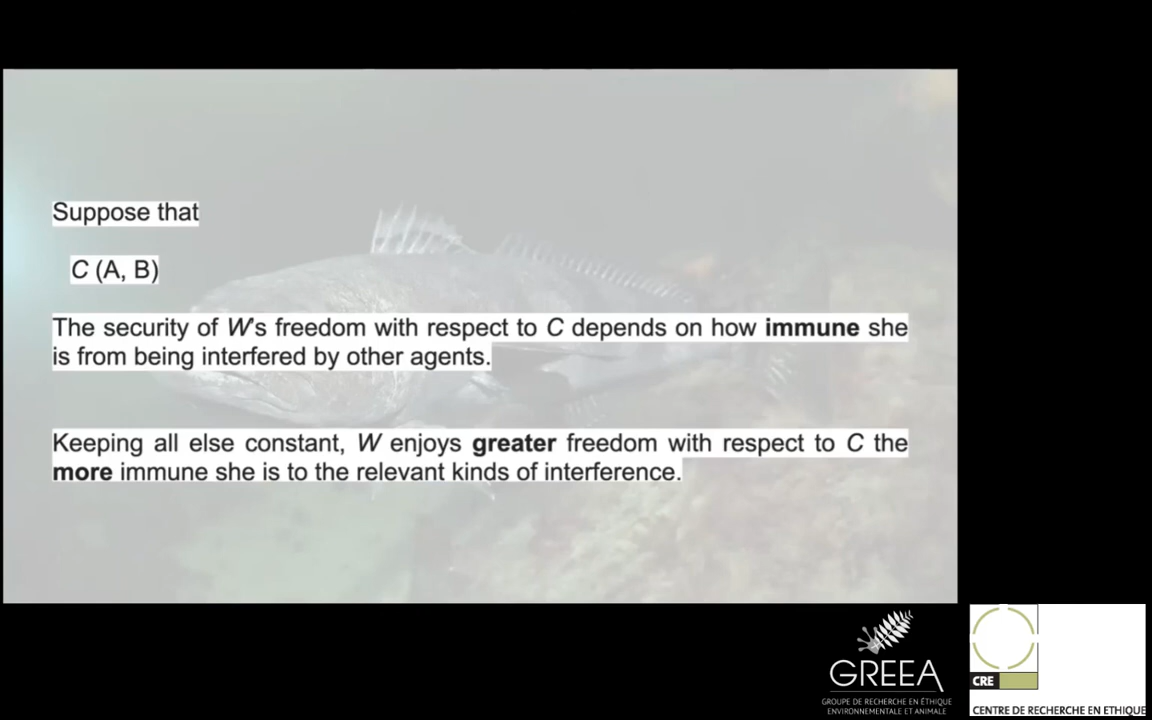 Suppose that
C (A, B)
The security of W's freedom with respect to C depends on how immune she
is from being interfered by other agents.
Keeping all else constant, W enjoys greater freedom with respect to C the
more immune she is to the relevant kinds of interference.
GREEA
GROUPE DE RECHERCHE EN ÉTHIQUE
ENVIRONNEMENTALE ET ANIMALE
CRE
CENTRE DE RECHERCHE EN ETHIQUE